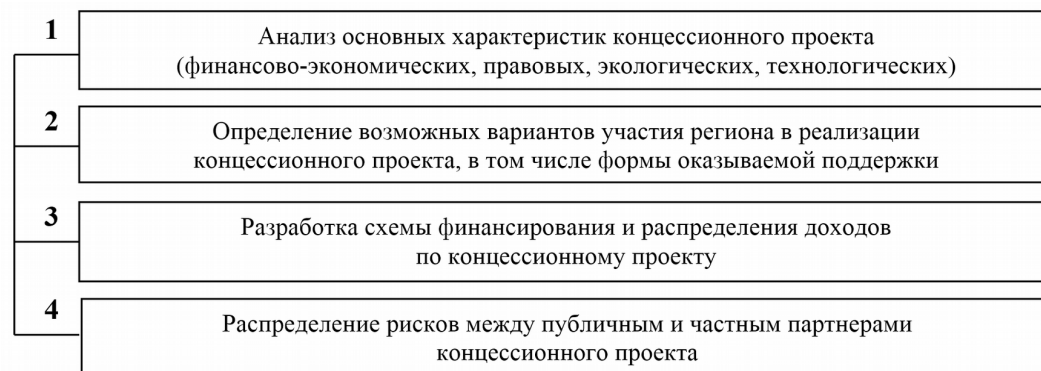 1
Анализ основных характеристик концессионного проекта
(финансово-экономических, правовых, экологических, технологических)
2
Определение возможных вариантов участия региона в реализации
концессионного проекта, в том числе формы оказываемой поддержки
3
Разработка схемы финансирования и распределения доходов
по концессионному проекту
4
Распределение рисков между публичным и частным партнерами
концессионного проекта